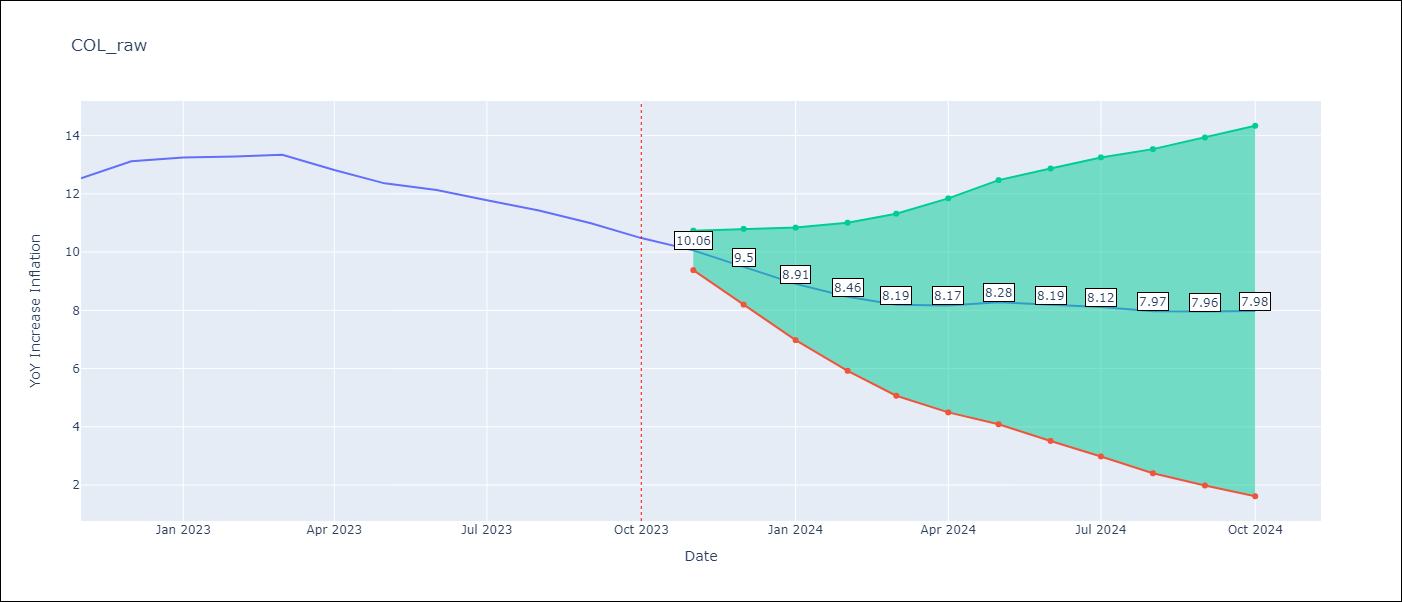 COL_raw
YoY Increase Inflation
14
12
10
8
6
4
2
10.06
9.5
8.91
8.46
8.19
8.17
8.28
8.19
8.12
7.97
7.96
7.98
Jan 2023
Apr 2023
Jul 2023
Oct 2023
Jan 2024
Apr 2024
Jul 2024
Oct 2024
Date